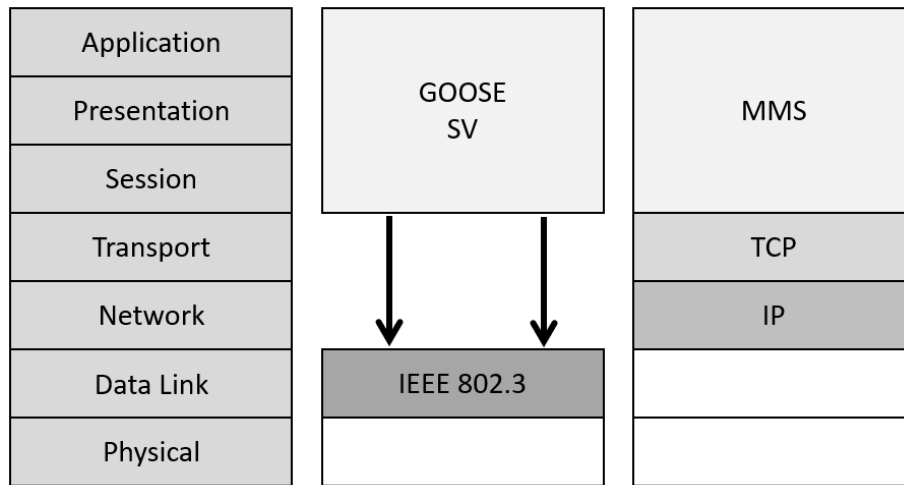 Application
Presentation
Session
Transport
Network
Data Link
Physical
GOOSE
SV
IEEE 802.3
MMS
TCP
IP